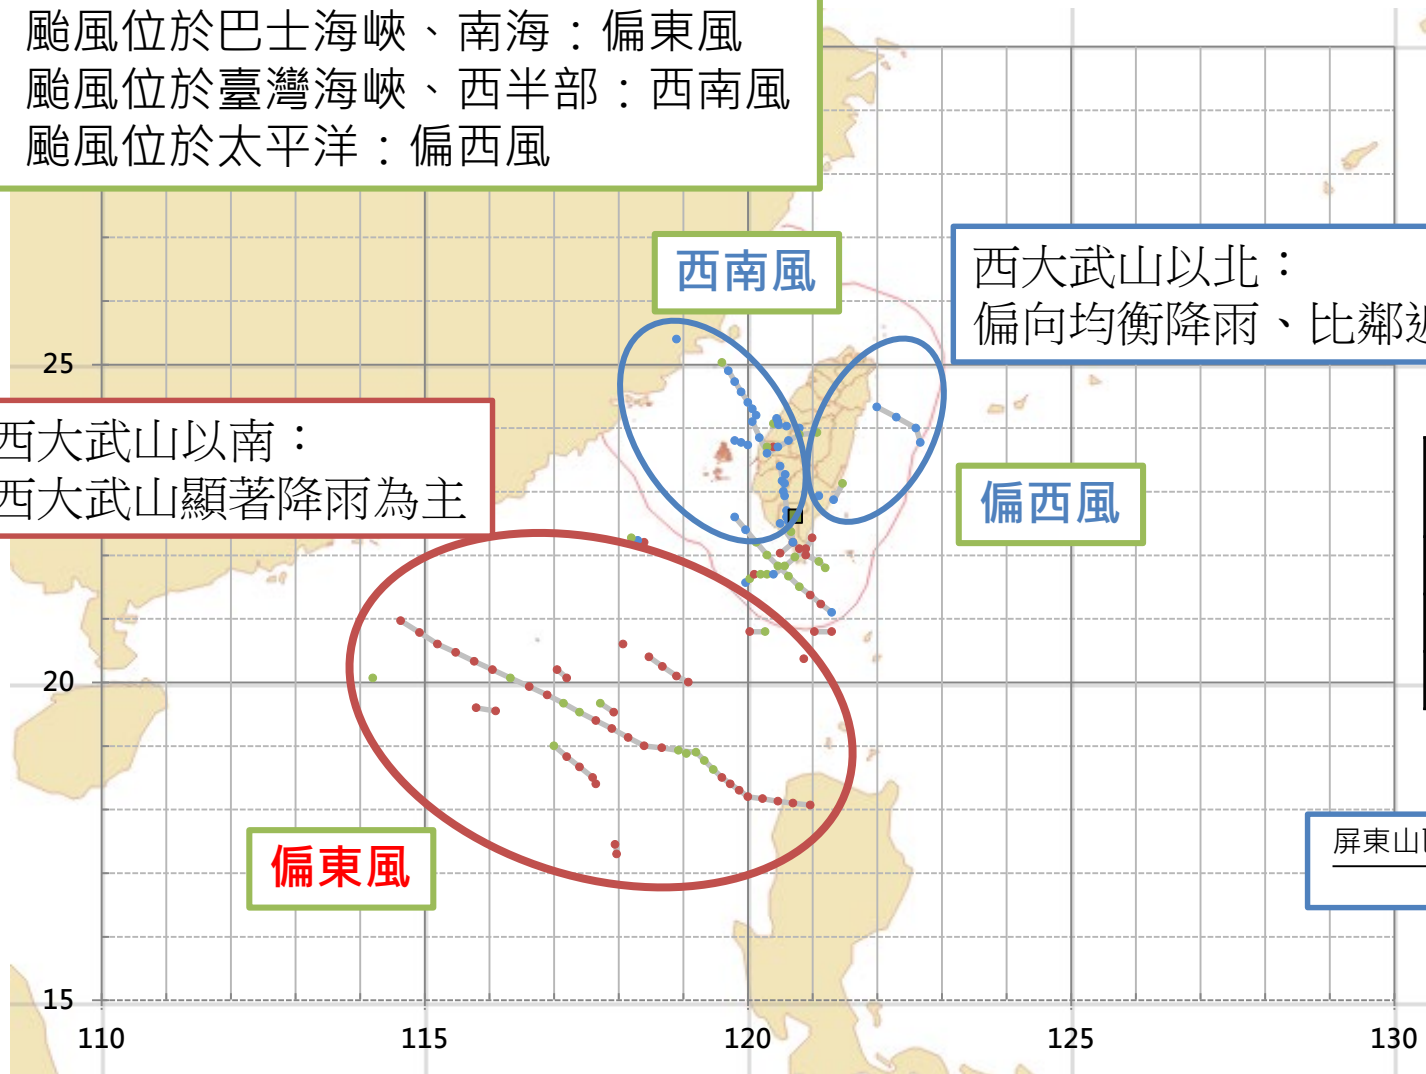 颱風位於巴士海峽、南海：偏東風
颱風位於臺灣海峽、西半部：西南風
颱風位於太平洋：偏西風
西南風
西大武山以北：
偏向均衡降雨、比鄰近
25
西大武山以南：
西大武山顯著降雨為主
偏西風
20
偏東風
屏東山區
15
110
115
120
125
130